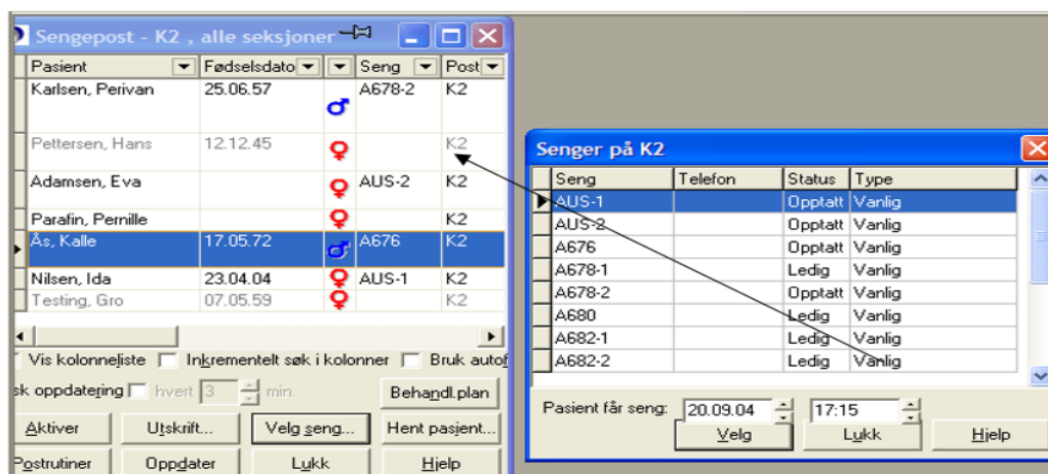 Sengepost - K2 , alle seksjoner
Pasient Fødselsdato Seng Post
Karlsen, Perivan 25.06.57 A678-2 K2
Pettersen, Hans 12.12.45 K2
Adamsen, Eva AUS-2 K2
Parafin, Pernille K2
Ås, Kalle 17.05.72 A676 K2
Nilsen, Ida 23.04.04 AUS-1 K2
Testing, Gro 07.05.59 K2
Vis kolonneliste Inkrementelt søk i kolonner Bruk autof
sk oppdatering hvert 3 min. Behandl.plan
Aktiver Utskrift... Velg seng... Hent pasient...
Postrutiner Oppdater Lukk Hjelp
Senger på K2
Seng Telefon Status Type
AUS-1 Opptatt Vanlig
AUS-2 Opptatt Vanlig
A676 Opptatt Vanlig
A678-1 Ledig Vanlig
A678-2 Opptatt Vanlig
A680 Ledig Vanlig
A682-1 Ledig Vanlig
A682-2 Ledig Vanlig
Pasient får seng: 20.09.04 17:15
Velg Lukk Hjelp